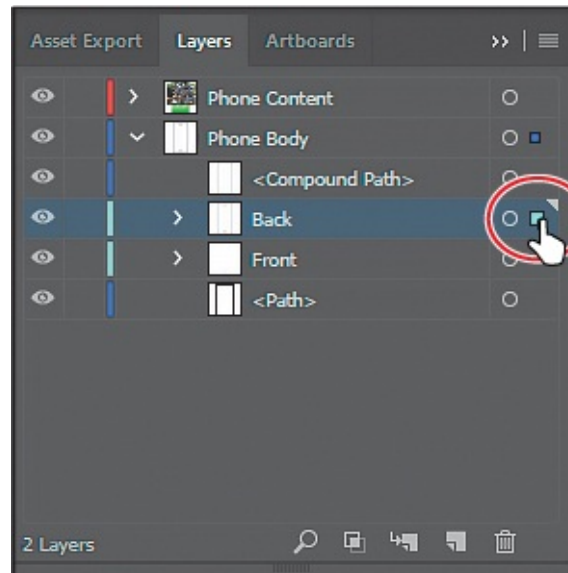 Asset Export Layers Artboards
Phone Content
Phone Body
<Compound Path>
Back
Front
<Path>
2 Layers